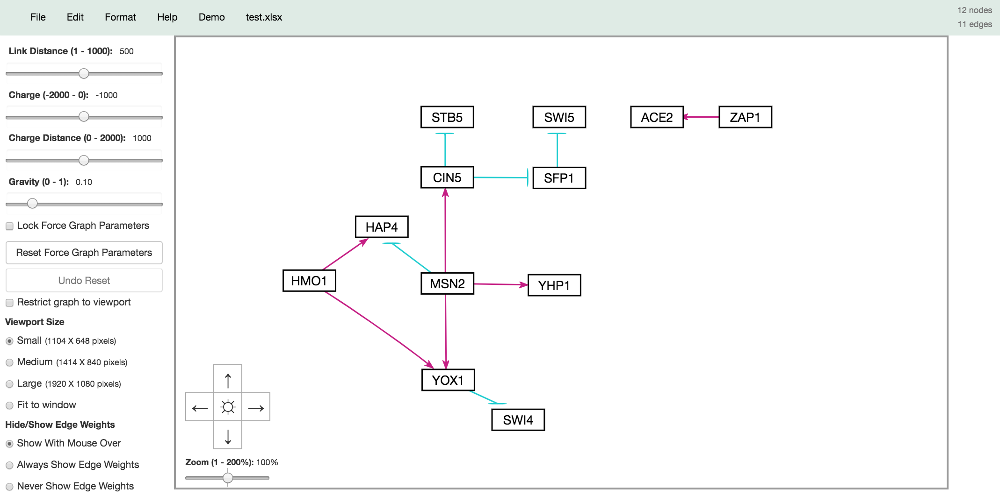 File Edit Format Help Demo test.xlsx
12 nodes
11 edges
Link Distance (1 - 1000): 500
Charge (-2000 - 0): -1000
Charge Distance (0 - 2000): 1000
Gravity (0 - 1): 0.10
Lock Force Graph Parameters
Reset Force Graph Parameters
Undo Reset
Restrict graph to viewport
Viewport Size
Small (1104 X 648 pixels)
Medium (1414 X 840 pixels)
Large (1920 X 1080 pixels)
Fit to window
Hide/Show Edge Weights
Show With Mouse Over
Always Show Edge Weights
Never Show Edge Weights
STB5 SWI5 ACE2 ZAP1
CIN5 SFP1
HAP4
HMO1 MSN2 YHP1
YOX1
SWI4
Zoom (1 - 200%): 100%